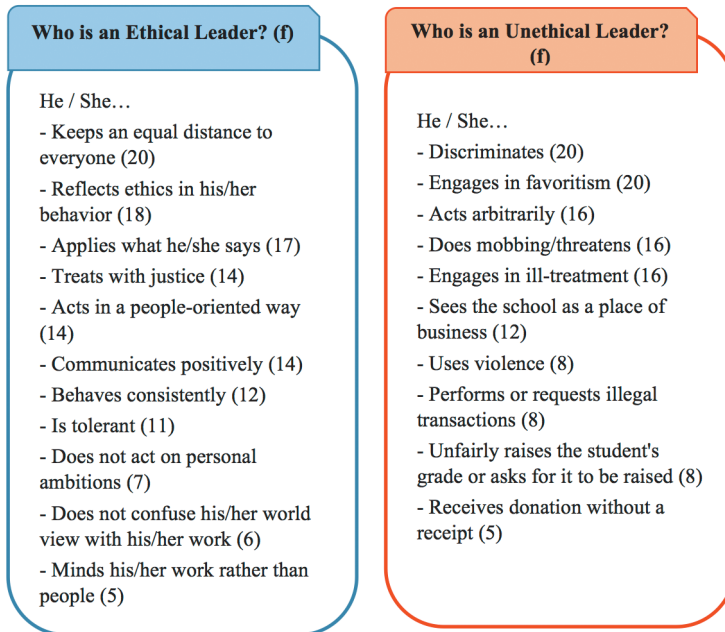 Who is an Ethical Leader? (f)
He / She…
- Keeps an equal distance to
everyone (20)
- Reflects ethics in his/her
behavior (18)
- Applies what he/she says (17)
- Treats with justice (14)
- Acts in a people-oriented way
(14)
- Communicates positively (14)
- Behaves consistently (12)
- Is tolerant (11)
- Does not act on personal
ambitions (7)
- Does not confuse his/her world
view with his/her work (6)
- Minds his/her work rather than
people (5)
Who is an Unethical Leader?
(f)
He / She…
- Discriminates (20)
- Engages in favoritism (20)
- Acts arbitrarily (16)
- Does mobbing/threatens (16)
- Engages in ill-treatment (16)
- Sees the school as a place of
business (12)
- Uses violence (8)
- Performs or requests illegal
transactions (8)
- Unfairly raises the student's
grade or asks for it to be raised (8)
- Receives donation without a
receipt (5)